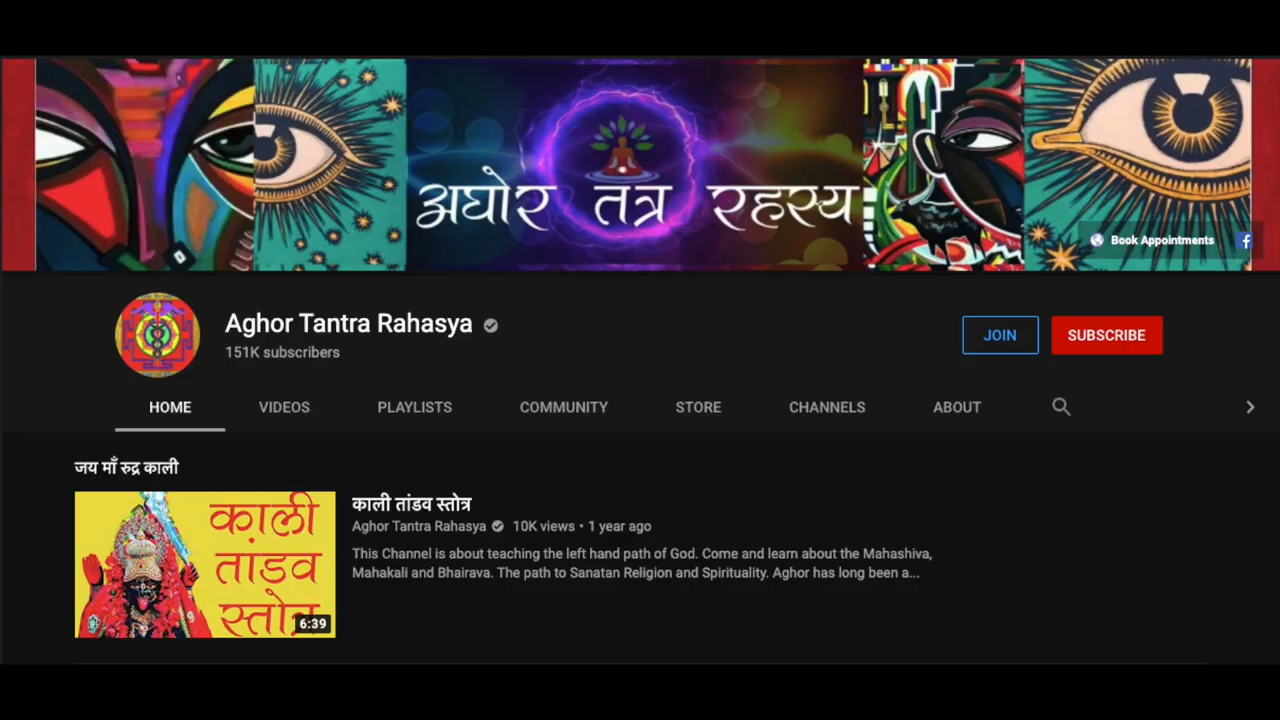 अघोर तत्र रहस्य
Book Appointments
Aghor Tantra Rahasya
151K subscribers
JOIN
SUBSCRIBE
HOME VIDEOS PLAYLISTS COMMUNITY STORE CHANNELS ABOUT
जय माँ रुद्र काली
काली
तांडव
स्तोत्र
6:39
काली तांडव स्तोत्र
Aghor Tantra Rahasya 10K views • 1 year ago
This Channel is about teaching the left hand path of God. Come and learn about the Mahashiva,
Mahakali and Bhairava. The path to Sanatan Religion and Spirituality. Aghor has long been a...